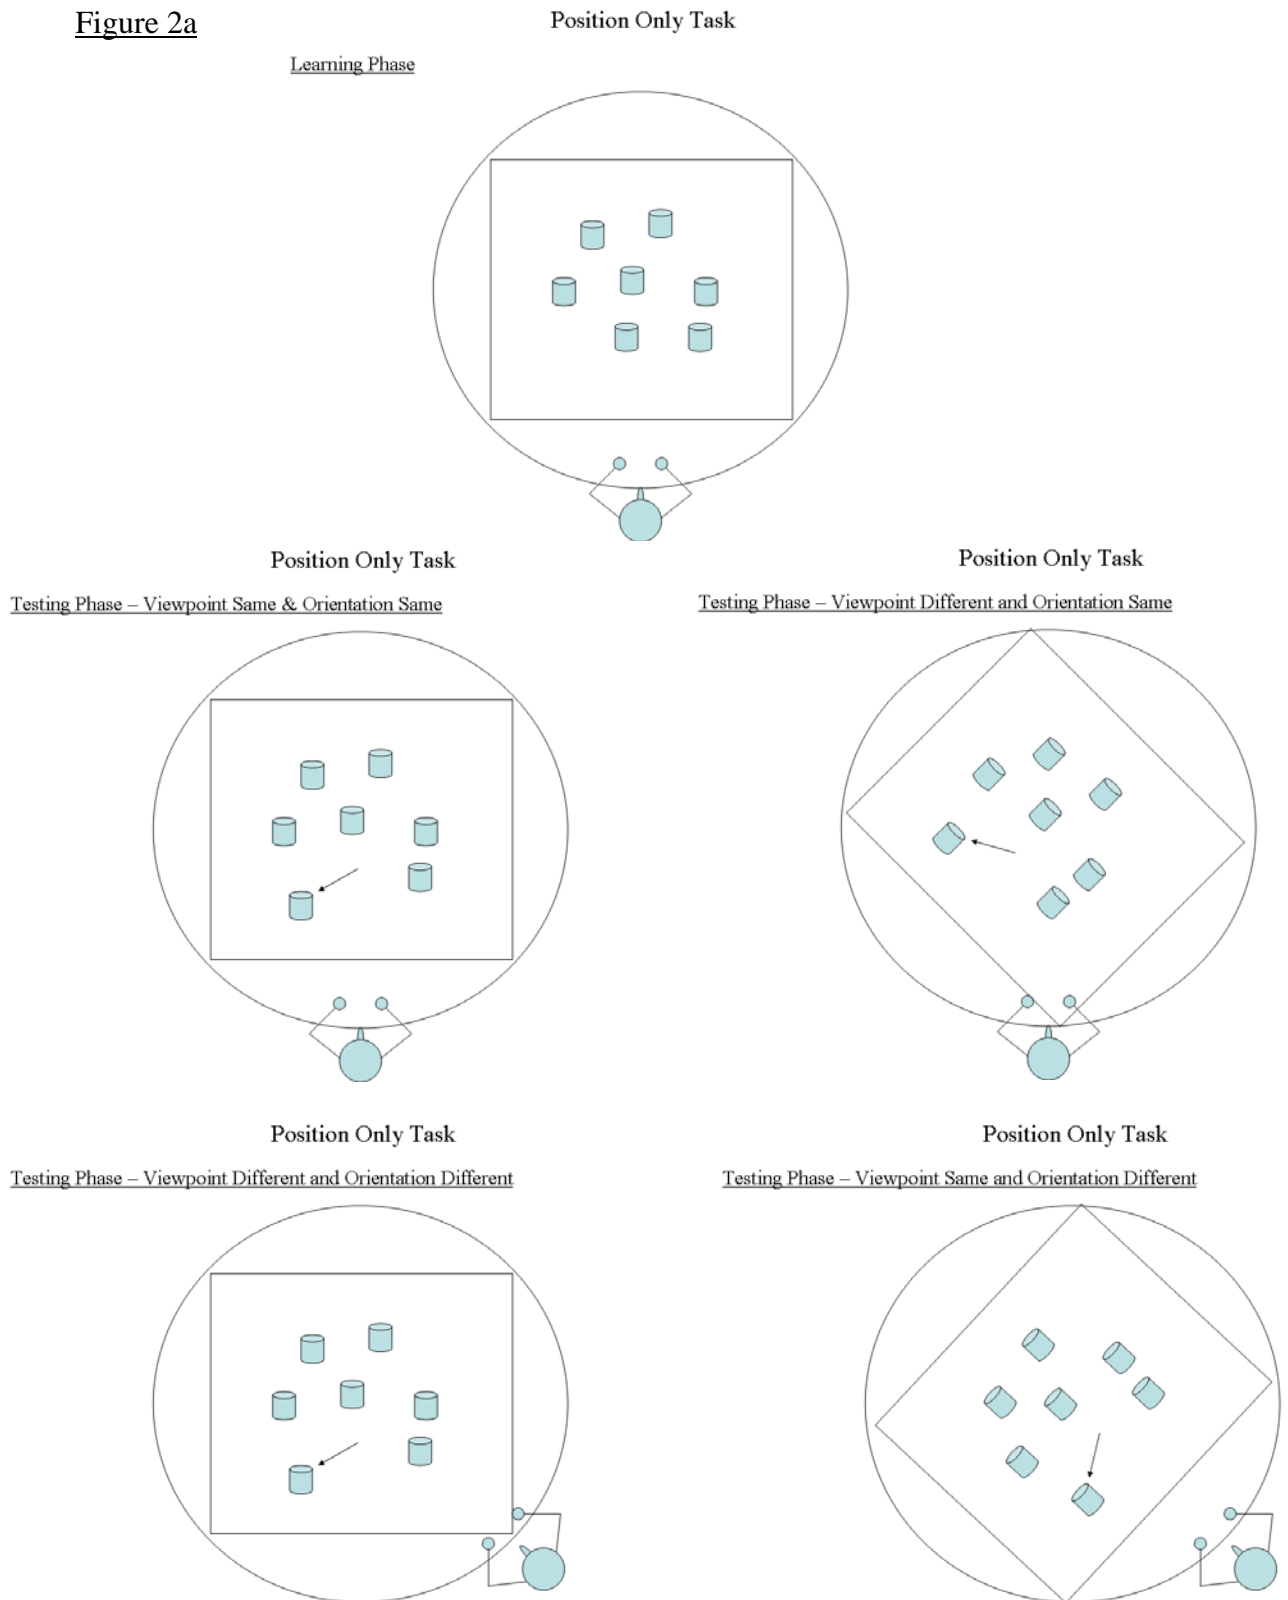 Figure 2a
Position Only Task
Learning Phase
Position Only Task
Testing Phase – Viewpoint Same & Orientation Same
Position Only Task
Testing Phase – Viewpoint Different and Orientation Same
Position Only Task
Testing Phase – Viewpoint Different and Orientation Different
Position Only Task
Testing Phase – Viewpoint Same and Orientation Different